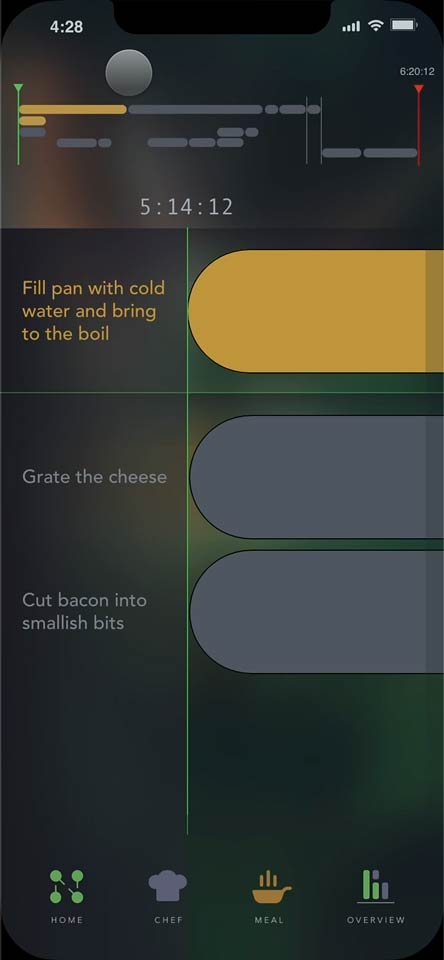 4:28
6:20:12
5:14:12
Fill pan with cold
water and bring
to the boil
Grate the cheese
Cut bacon into
smallish bits
HOME
CHEF
MEAL
OVERVIEW